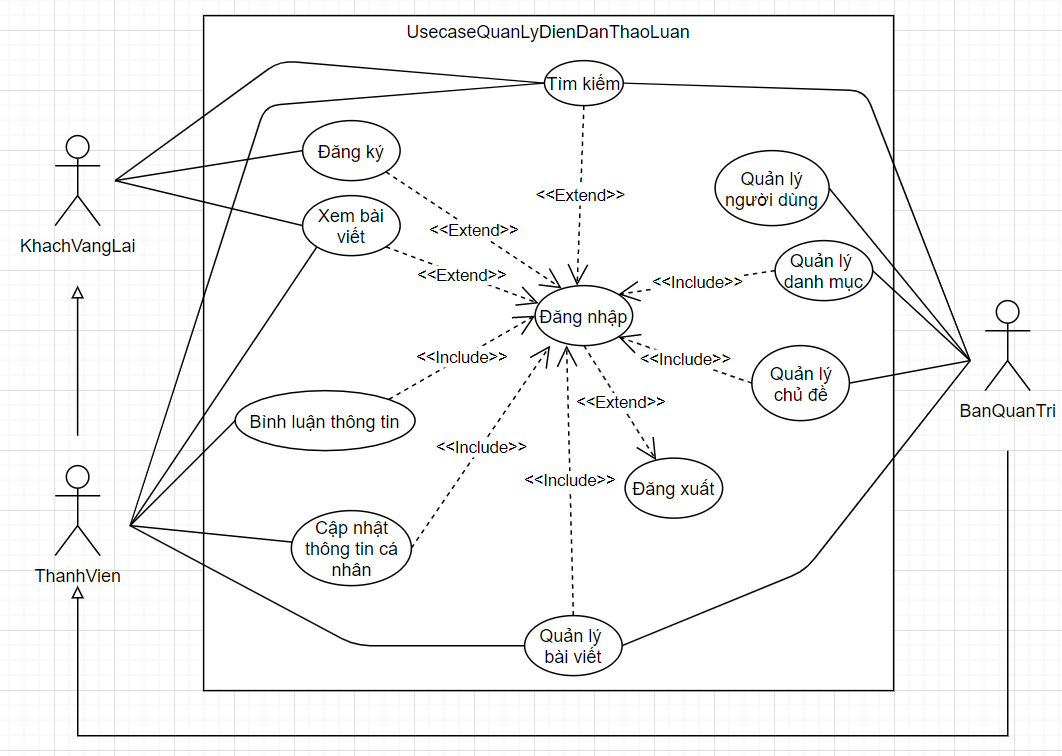 UsecaseQuanLyDienDanThaoLuan
Tìm kiếm
Đăng ký
Xem bài
viết
<<Extend>>
<<Extend>>
<<Extend>>
Quản lý
người dùng
Quản lý
danh mục
<<Include>>
KhachVangLai
Đăng nhập
<<Include>>
<<Include>>
Quản lý
chủ đề
BanQuanTri
<<Extend>>
Bình luận thông tin
<<Include>>
<<Include>>
Đăng xuất
Cập nhật
thông tin cá
nhân
ThanhVien
Quản lý
bài viết